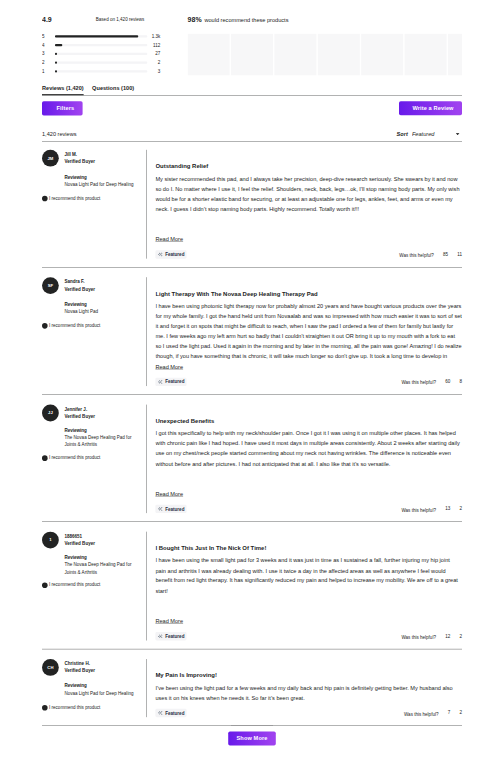 4.9 Based on 1,420 reviews
98% would recommend these products
5 1.3k
4 112
3 27
2 2
1 3
Reviews (1,420) Questions (100)
Filters Write a Review
1,420 reviews Sort Featured
JM Jill M.
Verified Buyer
Reviewing
Novaa Light Pad for Deep Healing
I recommend this product
Outstanding Relief
My sister recommended this pad, and I always take her precision, deep-dive research seriously. She swears by it and now
so do I. No matter where I use it, I feel the relief. Shoulders, neck, back, legs...ok, I'll stop naming body parts. My only wish
would be for a shorter elastic band for securing, or at least an adjustable one for legs, ankles, feet, and arms or even my
neck. I guess I didn't stop naming body parts. Highly recommend. Totally worth it!!!
Read More
Featured Was this helpful? 85 11
SF Sandra F.
Verified Buyer
Reviewing
Novaa Light Pad
I recommend this product
Light Therapy With The Novaa Deep Healing Therapy Pad
I have been using photonic light therapy now for probably almost 20 years and have bought various products over the years
for my whole family. I got the hand held unit from Novaalab and was so impressed with how much easier it was to sort of set
it and forget it on spots that might be difficult to reach, when I saw the pad I ordered a few of them for family but lastly for
me. I few weeks ago my left arm hurt so badly that I couldn't straighten it out OR bring it up to my mouth with a fork to eat
so I used the light pad. Used it again in the morning and by later in the morning, all the pain was gone! Amazing! I do realize
though, if you have something that is chronic, it will take much longer so don't give up. It took a long time to develop in
Read More
Featured Was this helpful? 60 8
JJ Jennifer J.
Verified Buyer
Reviewing
The Novaa Deep Healing Pad for
Joints & Arthritis
I recommend this product
Unexpected Benefits
I got this specifically to help with my neck/shoulder pain. Once I got it I was using it on multiple other places. It has helped
with chronic pain like I had hoped. I have used it most days in multiple areas consistently. About 2 weeks after starting daily
use on my chest/neck people started commenting about my neck not having wrinkles. The difference is noticeable even
without before and after pictures. I had not anticipated that at all. I also like that it's so versatile.
Read More
Featured Was this helpful? 13 2
1 1886651
Verified Buyer
Reviewing
The Novaa Deep Healing Pad for
Joints & Arthritis
I recommend this product
I Bought This Just In The Nick Of Time!
I have been using the small light pad for 3 weeks and it was just in time as I sustained a fall, further injuring my hip joint
pain and arthritis I was already dealing with. I use it twice a day in the affected areas as well as anywhere I feel would
benefit from red light therapy. It has significantly reduced my pain and helped to increase my mobility. We are off to a great
start!
Read More
Featured Was this helpful? 12 2
CH Christine H.
Verified Buyer
Reviewing
Novaa Light Pad for Deep Healing
I recommend this product
My Pain Is Improving!
I've been using the light pad for a few weeks and my daily back and hip pain is definitely getting better. My husband also
uses it on his knees when he needs it. So far it's been great.
Featured Was this helpful? 7 2
Show More